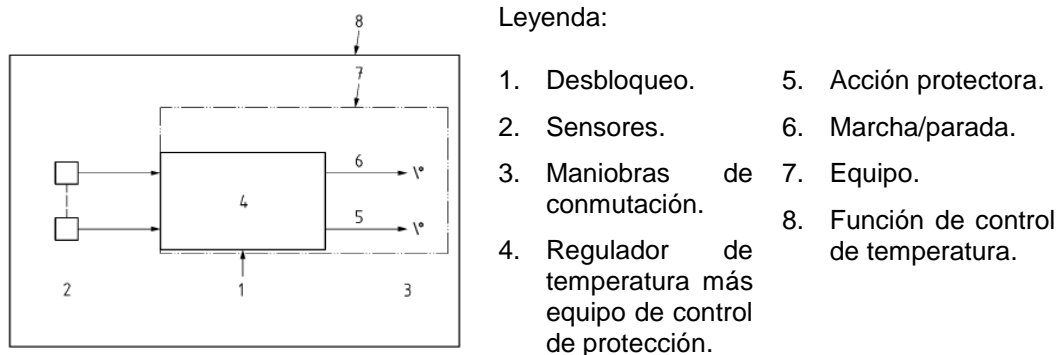 8
7
6
4
5
2
1
3
\°
\°
Leyenda:
1. Desbloqueo.
2. Sensores.
3. Maniobras de
conmutación.
4. Regulador de
temperatura más
equipo de control
de protección.
5. Acción protectora.
6. Marcha/parada.
7. Equipo.
8. Función de control
de temperatura.